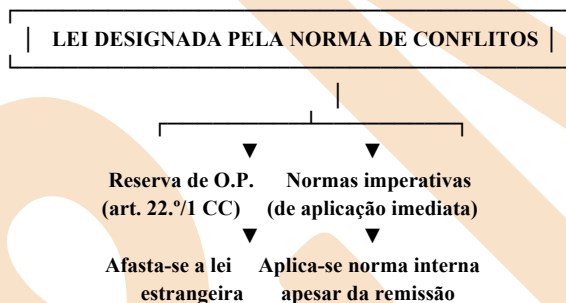 │ LEI DESIGNADA PELA NORMA DE CONFLITOS │
▼ ▼
Reserva de O.P. Normas imperativas
(art. 22.º/1 CC) (de aplicação imediata)
▼ ▼
Afasta-se a lei Aplica-se norma interna
estrangeira apesar da remissão